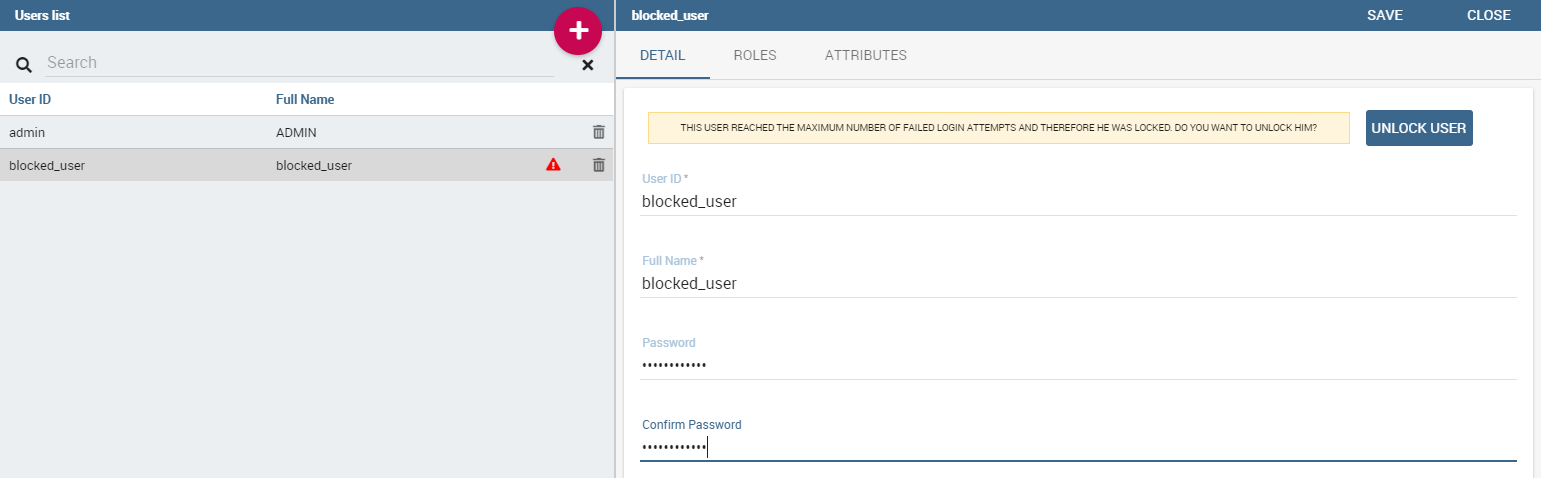 Users list
Search
User ID Full Name
admin ADMIN
blocked_user blocked_user
blocked_user SAVE CLOSE
DETAIL ROLES ATTRIBUTES
THIS USER REACHED THE MAXIMUM NUMBER OF FAILED LOGIN ATTEMPTS AND THEREFORE HE WAS LOCKED. DO YOU WANT TO UNLOCK HIM? UNLOCK USER
User ID *
blocked_user
Full Name *
blocked_user
Password
••••••••••••
Confirm Password
••••••••••••